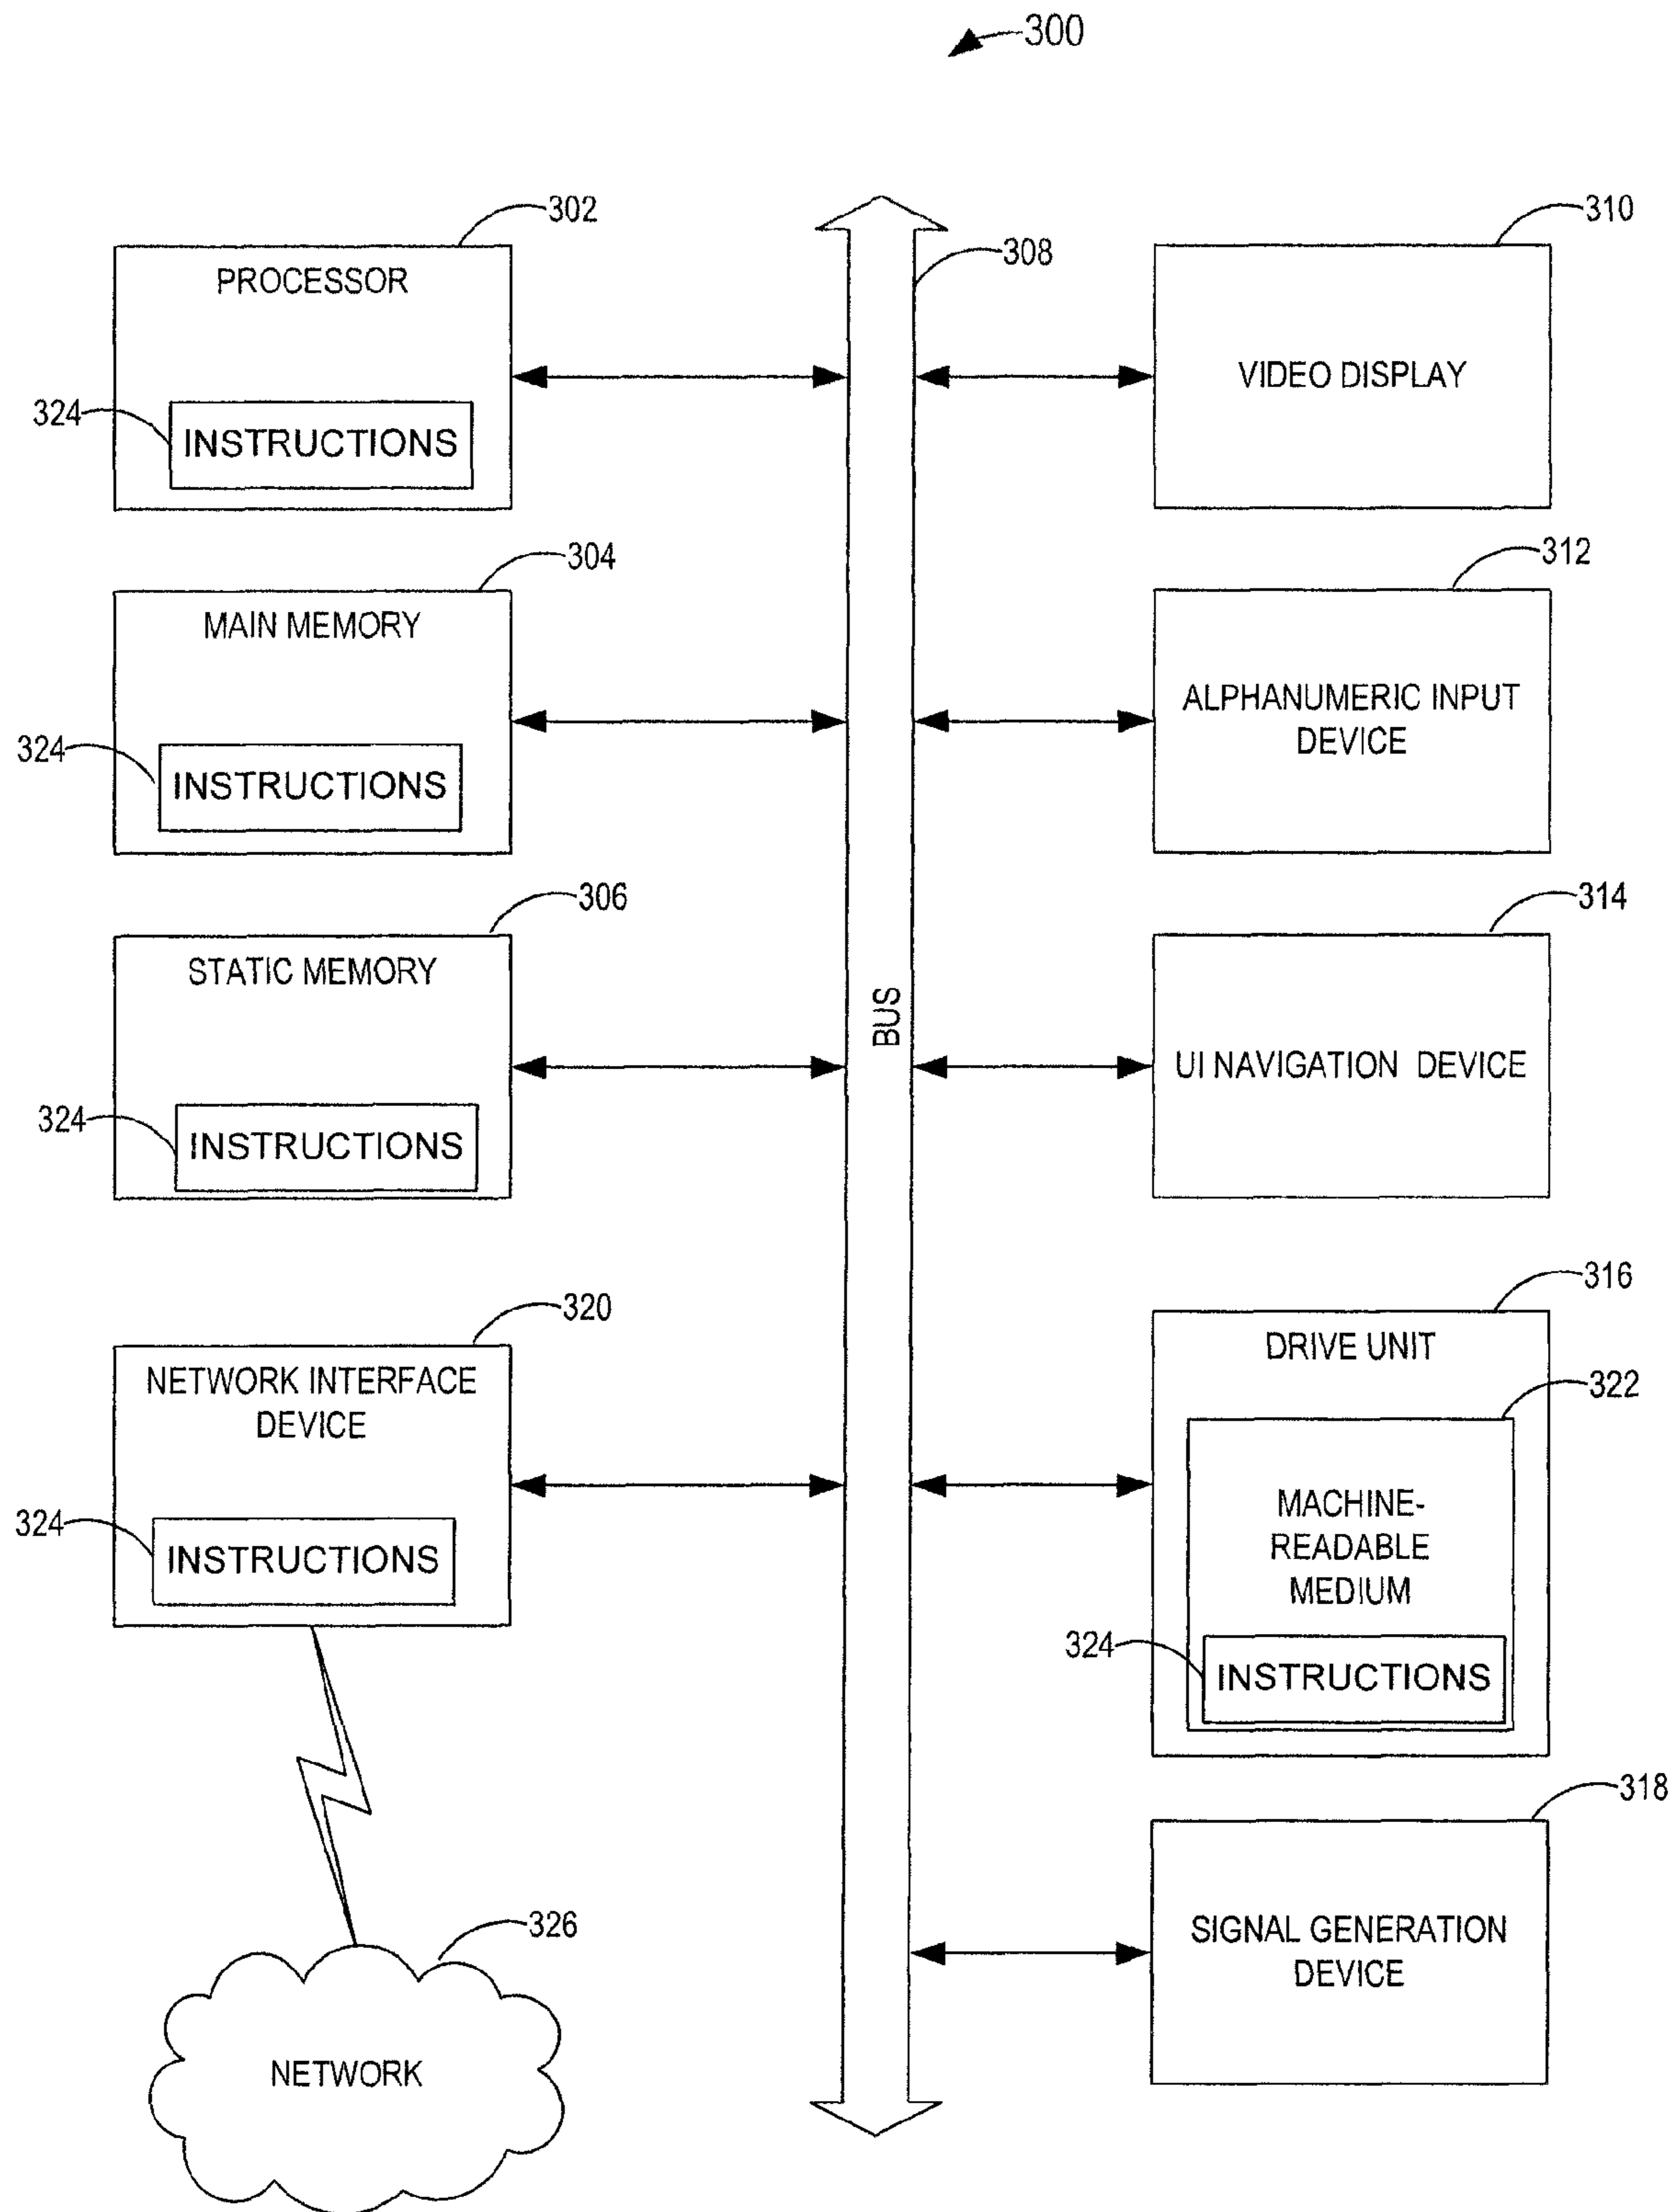 300
302
PROCESSOR
324
INSTRUCTIONS
304
MAIN MEMORY
324
INSTRUCTIONS
306
STATIC MEMORY
324
INSTRUCTIONS
320
NETWORK INTERFACE
DEVICE
324
INSTRUCTIONS
326
NETWORK
308
BUS
310
VIDEO DISPLAY
312
ALPHANUMERIC INPUT
DEVICE
314
UI NAVIGATION DEVICE
316
DRIVE UNIT
322
MACHINE-
READABLE
MEDIUM
324
INSTRUCTIONS
318
SIGNAL GENERATION
DEVICE